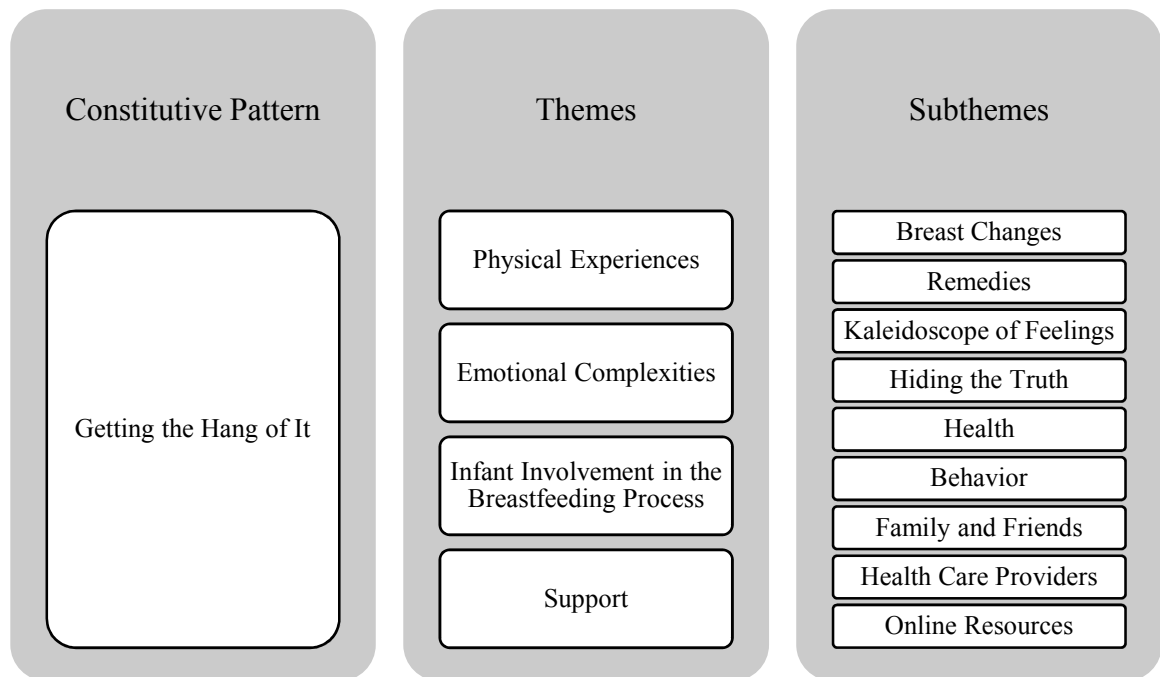 Constitutive Pattern
Getting the Hang of It
Themes
Physical Experiences
Emotional Complexities
Infant Involvement in the
Breastfeeding Process
Support
Subthemes
Breast Changes
Remedies
Kaleidoscope of Feelings
Hiding the Truth
Health
Behavior
Family and Friends
Health Care Providers
Online Resources